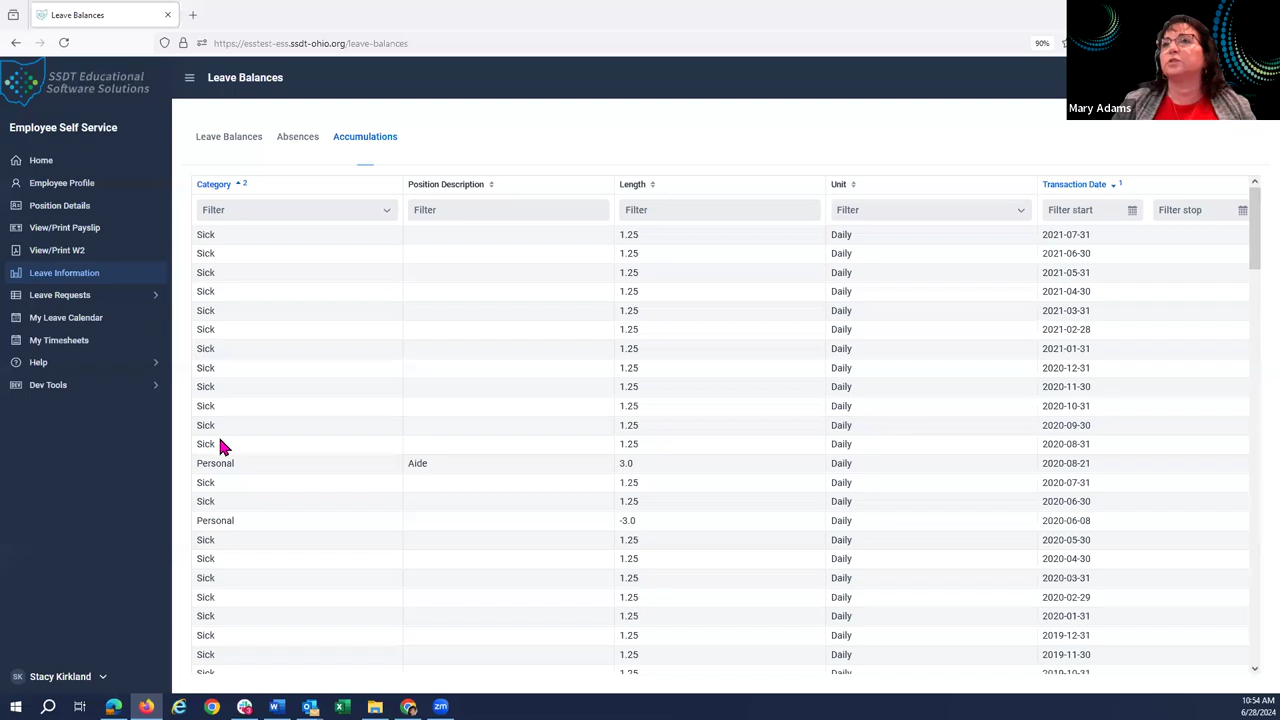 Leave Balances
https://esstest-ess.ssdt-ohio.org/leavebalances
90%
SSDT Educational
Software Solutions
Leave Balances
Mary Adams
Employee Self Service
Home
Employee Profile
Position Details
View/Print Payslip
View/Print W2
Leave Information
Leave Requests
My Leave Calendar
My Timesheets
Help
Dev Tools
SK Stacy Kirkland
Leave Balances Absences Accumulations
Category 2 Position Description Length Unit Transaction Date 1
Filter Filter Filter Filter Filter start Filter stop
Sick 1.25 Daily 2021-07-31
Sick 1.25 Daily 2021-06-30
Sick 1.25 Daily 2021-05-31
Sick 1.25 Daily 2021-04-30
Sick 1.25 Daily 2021-03-31
Sick 1.25 Daily 2021-02-28
Sick 1.25 Daily 2021-01-31
Sick 1.25 Daily 2020-12-31
Sick 1.25 Daily 2020-11-30
Sick 1.25 Daily 2020-10-31
Sick 1.25 Daily 2020-09-30
Sick 1.25 Daily 2020-08-31
Personal Aide 3.0 Daily 2020-08-21
Sick 1.25 Daily 2020-07-31
Sick 1.25 Daily 2020-06-30
Personal -3.0 Daily 2020-06-08
Sick 1.25 Daily 2020-05-30
Sick 1.25 Daily 2020-04-30
Sick 1.25 Daily 2020-03-31
Sick 1.25 Daily 2020-02-29
Sick 1.25 Daily 2020-01-31
Sick 1.25 Daily 2019-12-31
Sick 1.25 Daily 2019-11-30
Sick 1.25 Daily 2019-10-31
10:54 AM
6/28/2024